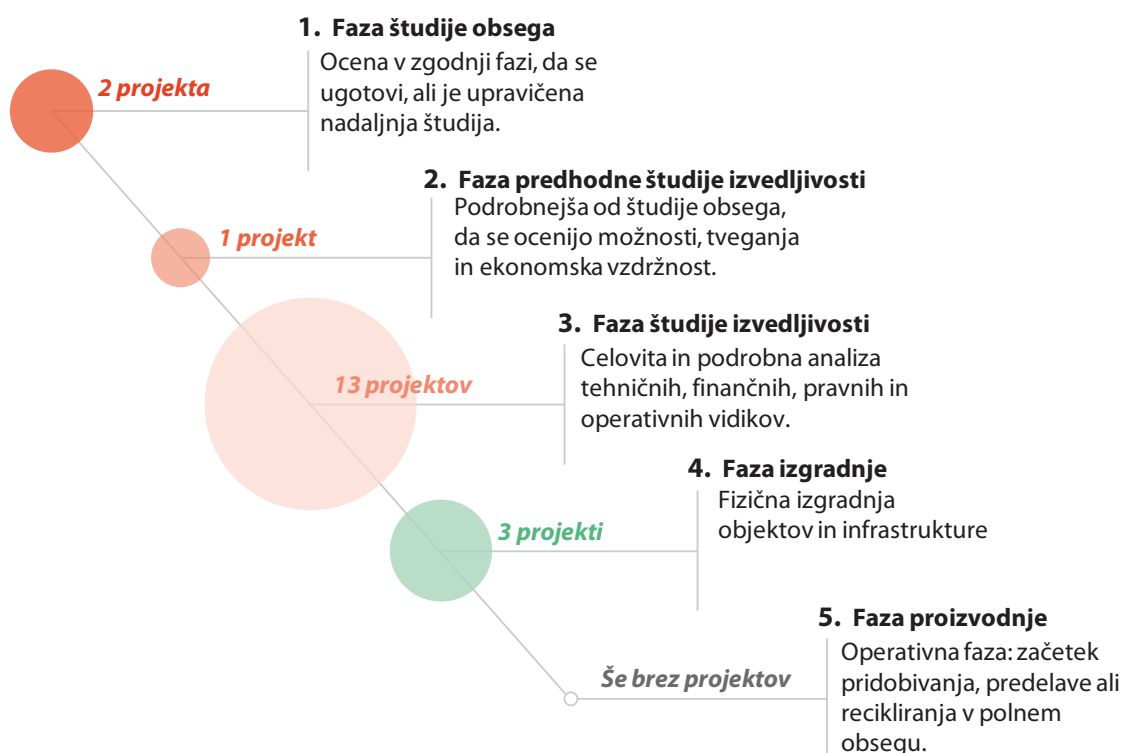 1. Faza študije obsega
2 projekta
Ocena v zgodnji fazi, da se
ugotovi, ali je upravičena
nadaljnja študija.
2. Faza predhodne študije izvedljivosti
1 projekt
Podrobnejša od študije obsega,
da se ocenijo možnosti, tveganja
in ekonomska vzdržnost.
3. Faza študije izvedljivosti
13 projektov
Celovita in podrobna analiza
tehničnih, finančnih, pravnih in
operativnih vidikov.
4. Faza izgradnje
3 projekti
Fizična izgradnja
objektov in infrastrukture
5. Faza proizvodnje
Še brez projektov
Operativna faza: začetek
pridobivanja, predelave ali
recikliranja v polnem
obsegu.